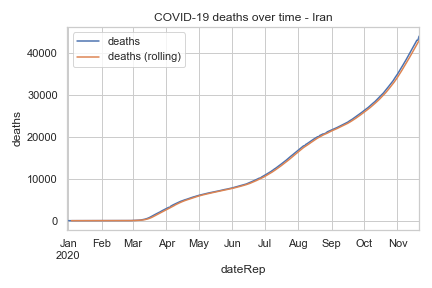 COVID-19 deaths over time - Iran
deaths
deaths (rolling)
40000
30000
20000
10000
0
deaths
Jan Feb Mar Apr May Jun Jul Aug Sep Oct Nov
2020
dateRep